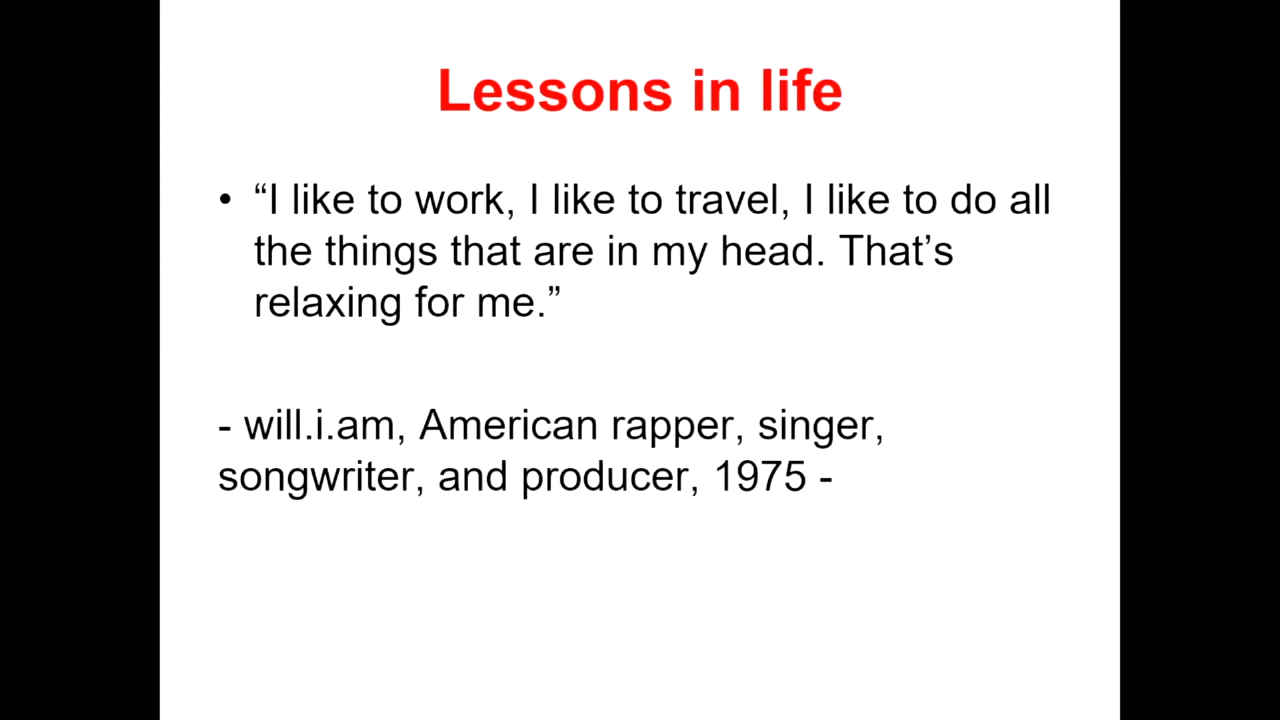 Lessons in life
• “I like to work, I like to travel, I like to do all
the things that are in my head. That’s
relaxing for me.”
- will.i.am, American rapper, singer,
songwriter, and producer, 1975 -